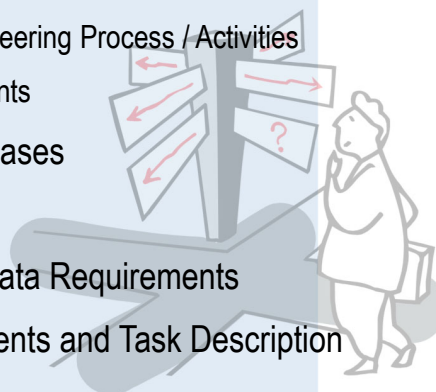 eering Process / Activities
nts
ases
ata Requirements
ents and Task Description
?